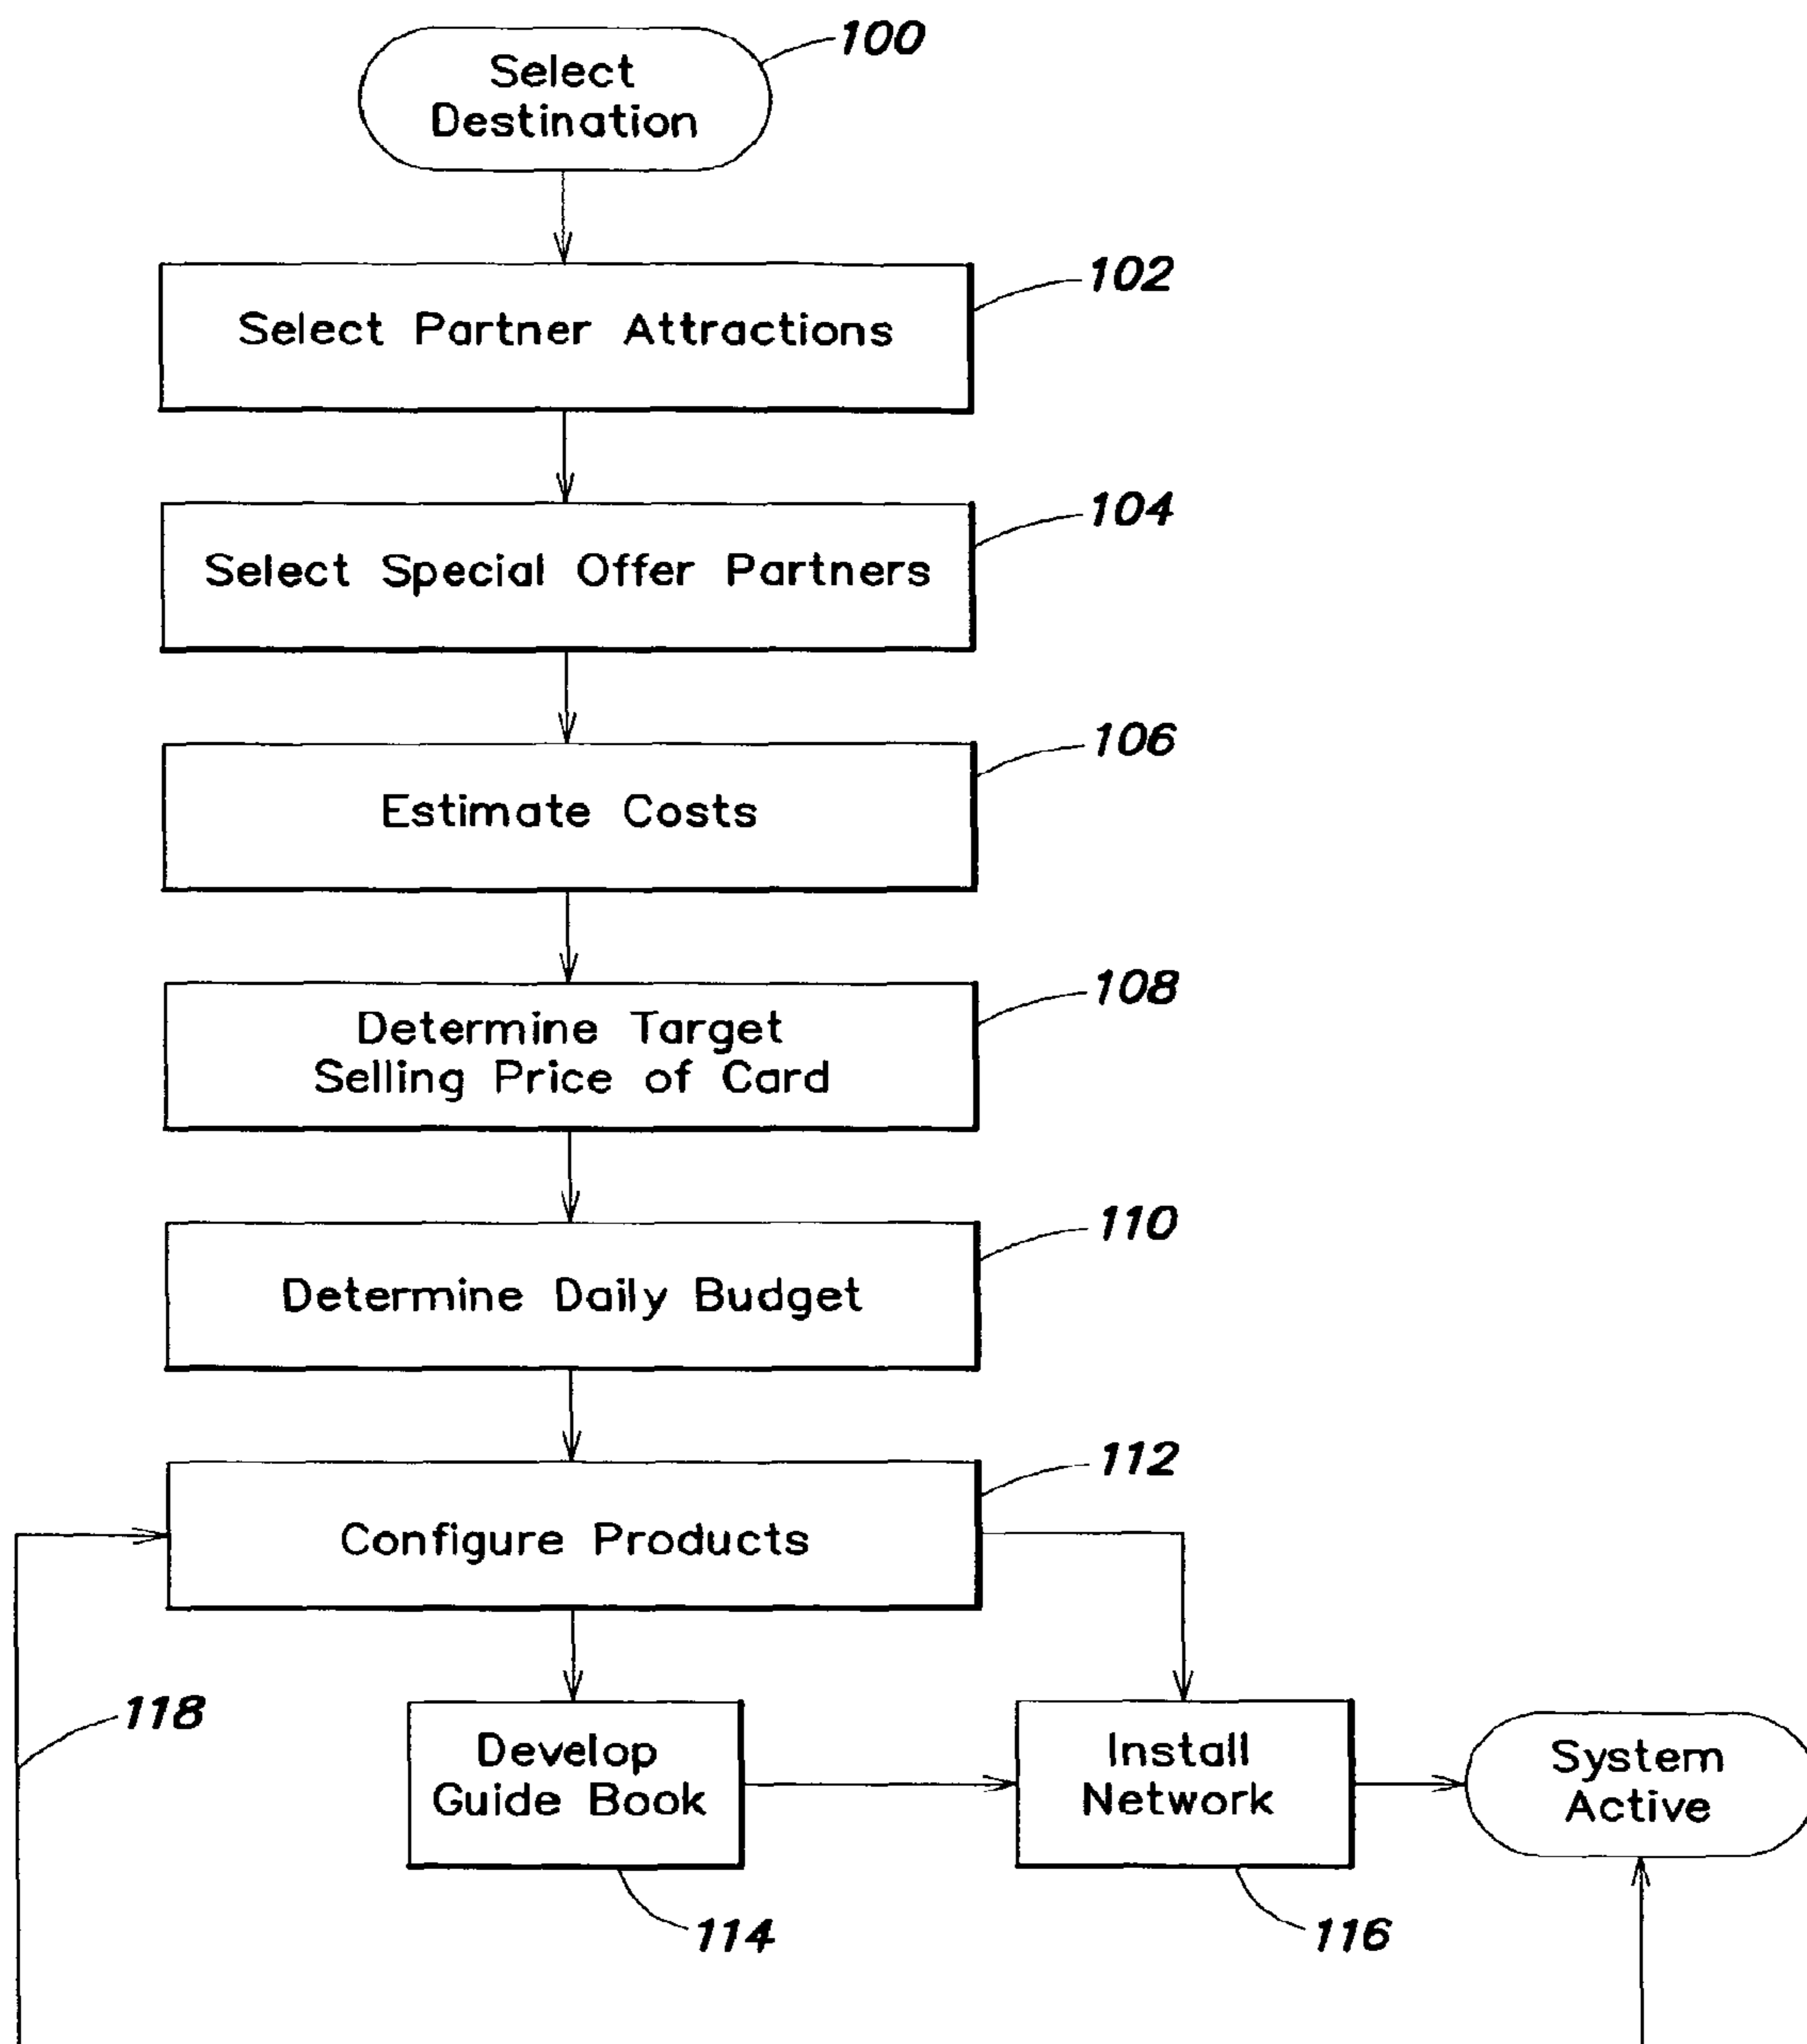 100
Select
Destination
102
Select Partner Attractions
104
Select Special Offer Partners
106
Estimate Costs
108
Determine Target
Selling Price of Card
110
Determine Daily Budget
112
Configure Products
118
Develop
Guide Book
Install
Network
System
Active
114
116